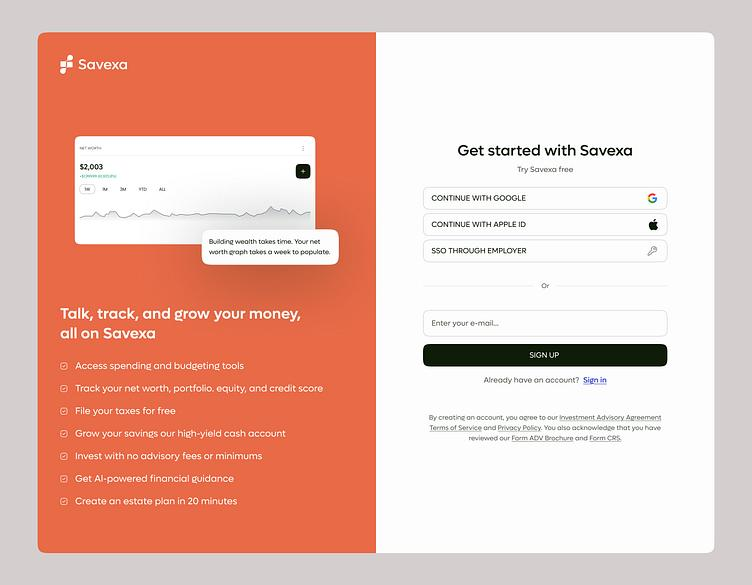 Savexa
NET WORTH
$2,003
1W 1M 3M YTD ALL
Building wealth takes time. Your net
worth graph takes a week to populate.
Talk, track, and grow your money,
all on Savexa
Access spending and budgeting tools
Track your net worth, portfolio. equity, and credit score
File your taxes for free
Grow your savings our high-yield cash account
Invest with no advisory fees or minimums
Get AI-powered financial guidance
Create an estate plan in 20 minutes
Get started with Savexa
Try Savexa free
CONTINUE WITH GOOGLE
CONTINUE WITH APPLE ID
SSO THROUGH EMPLOYER
Or
Enter your e-mail...
SIGN UP
Already have an account? Sign in
By creating an account, you agree to our Investment Advisory Agreement
Terms of Service and Privacy Policy. You also acknowledge that you have
reviewed our Form ADV Brochure and Form CRS.